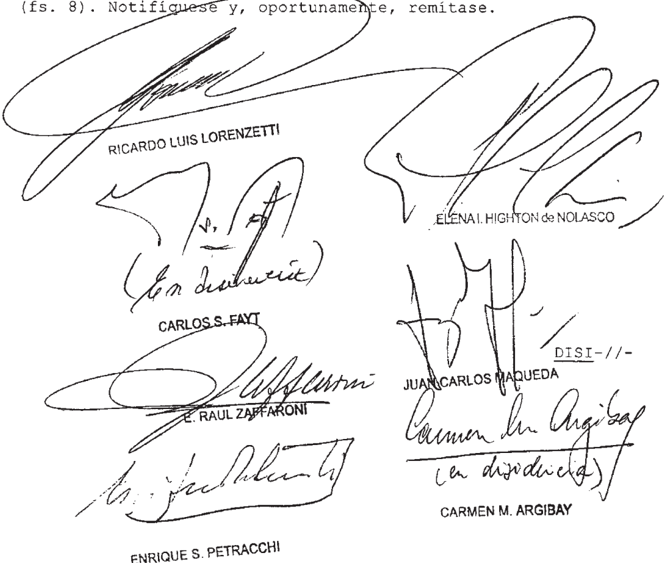 (fs. 8). Notifíquese y, oportunamente, remítase.
RICARDO LUIS LORENZETTI
ELENA I. HIGHTON de NOLASCO
(en disidencia)
CARLOS S. FAYT
DISI-//-
JUAN CARLOS MAQUEDA
E. RAUL ZAFFARONI
Carmen M. Argibay
(en disidencia)
CARMEN M. ARGIBAY
ENRIQUE S. PETRACCHI